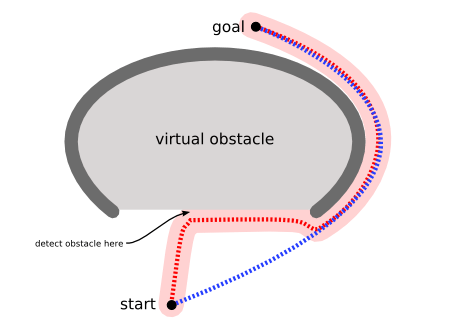 goal
virtual obstacle
detect obstacle here
start